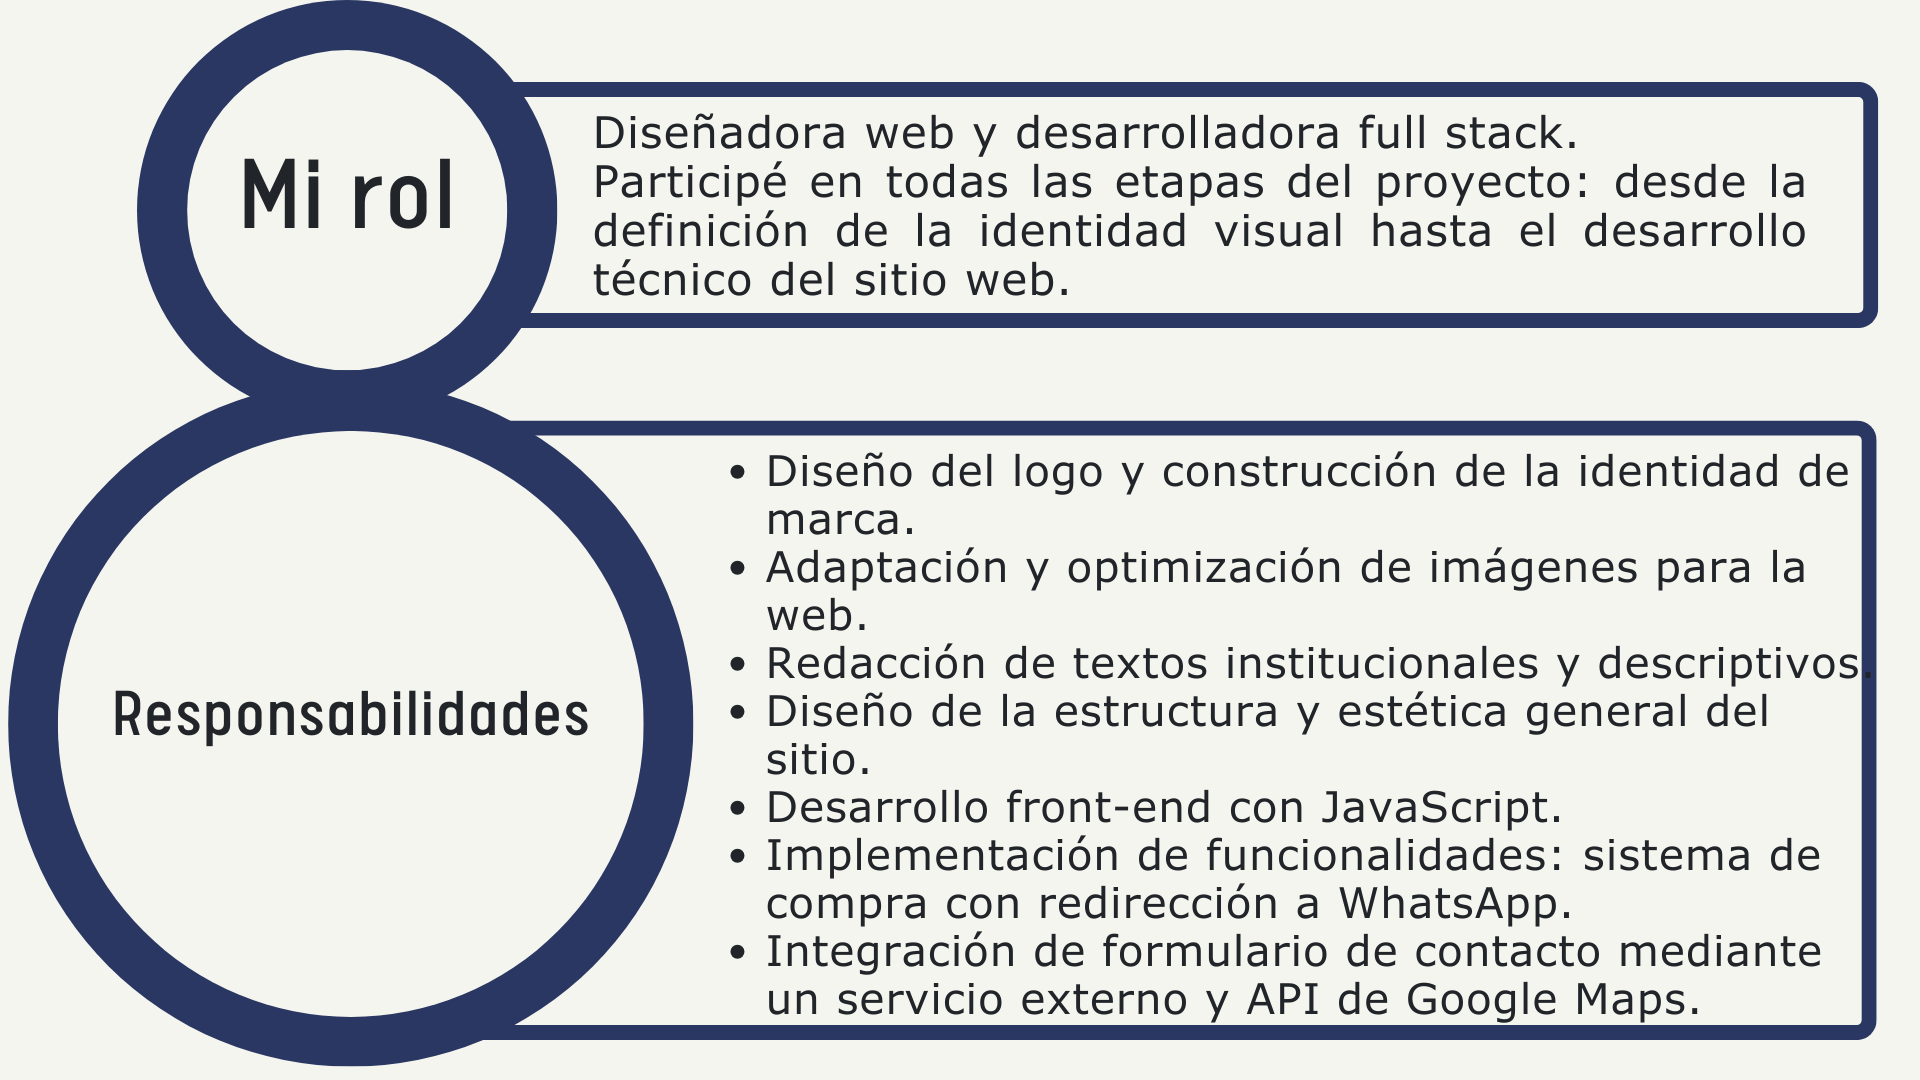 Mi rol
Diseñadora web y desarrolladora full stack.
Participé en todas las etapas del proyecto: desde la
definición de la identidad visual hasta el desarrollo
técnico del sitio web.
Responsabilidades
• Diseño del logo y construcción de la identidad de
marca.
• Adaptación y optimización de imágenes para la
web.
• Redacción de textos institucionales y descriptivos.
• Diseño de la estructura y estética general del
sitio.
• Desarrollo front-end con JavaScript.
• Implementación de funcionalidades: sistema de
compra con redirección a WhatsApp.
• Integración de formulario de contacto mediante
un servicio externo y API de Google Maps.